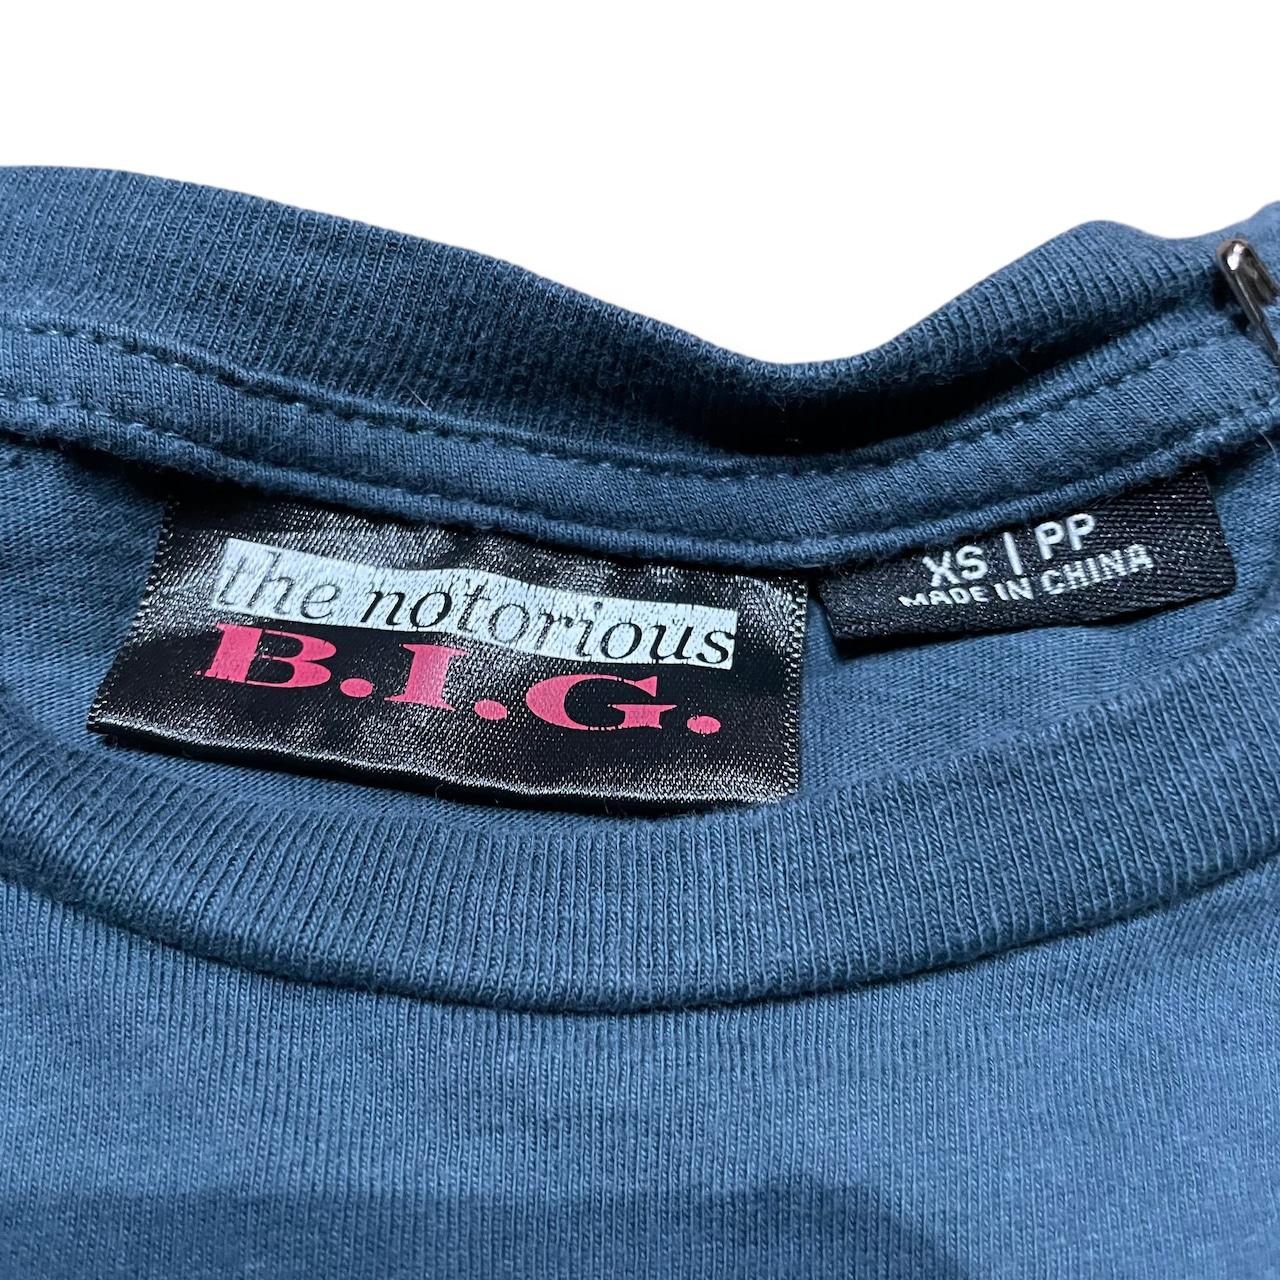 the notorious
B.I.G.
XS | PP
MADE IN CHINA